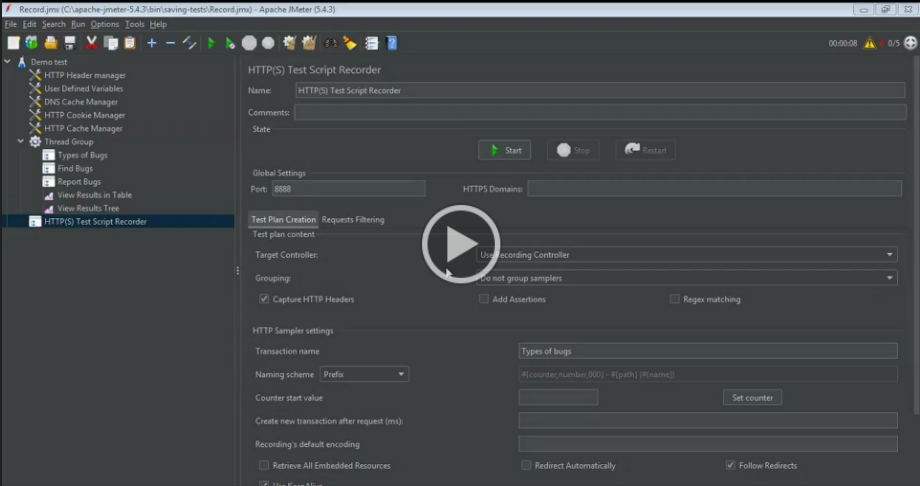 Record.jmx (C:\apache-jmeter-5.4.3\bin\saving-tests\Record.jmx) - Apache JMeter (5.4.3)
File Edit Search Run Options Tools Help
00:00:08 0 0/5
Demo test
HTTP Header manager
User Defined Variables
DNS Cache Manager
HTTP Cookie Manager
HTTP Cache Manager
Thread Group
Types of Bugs
Find Bugs
Report Bugs
View Results in Table
View Results Tree
HTTP(S) Test Script Recorder
HTTP(S) Test Script Recorder
Name: HTTP(S) Test Script Recorder
Comments:
State
Start Stop Restart
Global Settings
Port: 8888 HTTPS Domains:
Test Plan Creation Requests Filtering
Test plan content
Target Controller: Use Recording Controller
Grouping: Do not group samplers
Capture HTTP Headers Add Assertions Regex matching
HTTP Sampler settings
Transaction name Types of bugs
Naming scheme Prefix #{counter,number,000} - #{path} (#{name})
Counter start value Set counter
Create new transaction after request (ms):
Recording's default encoding
Retrieve All Embedded Resources Redirect Automatically Follow Redirects
Use KeepAlive